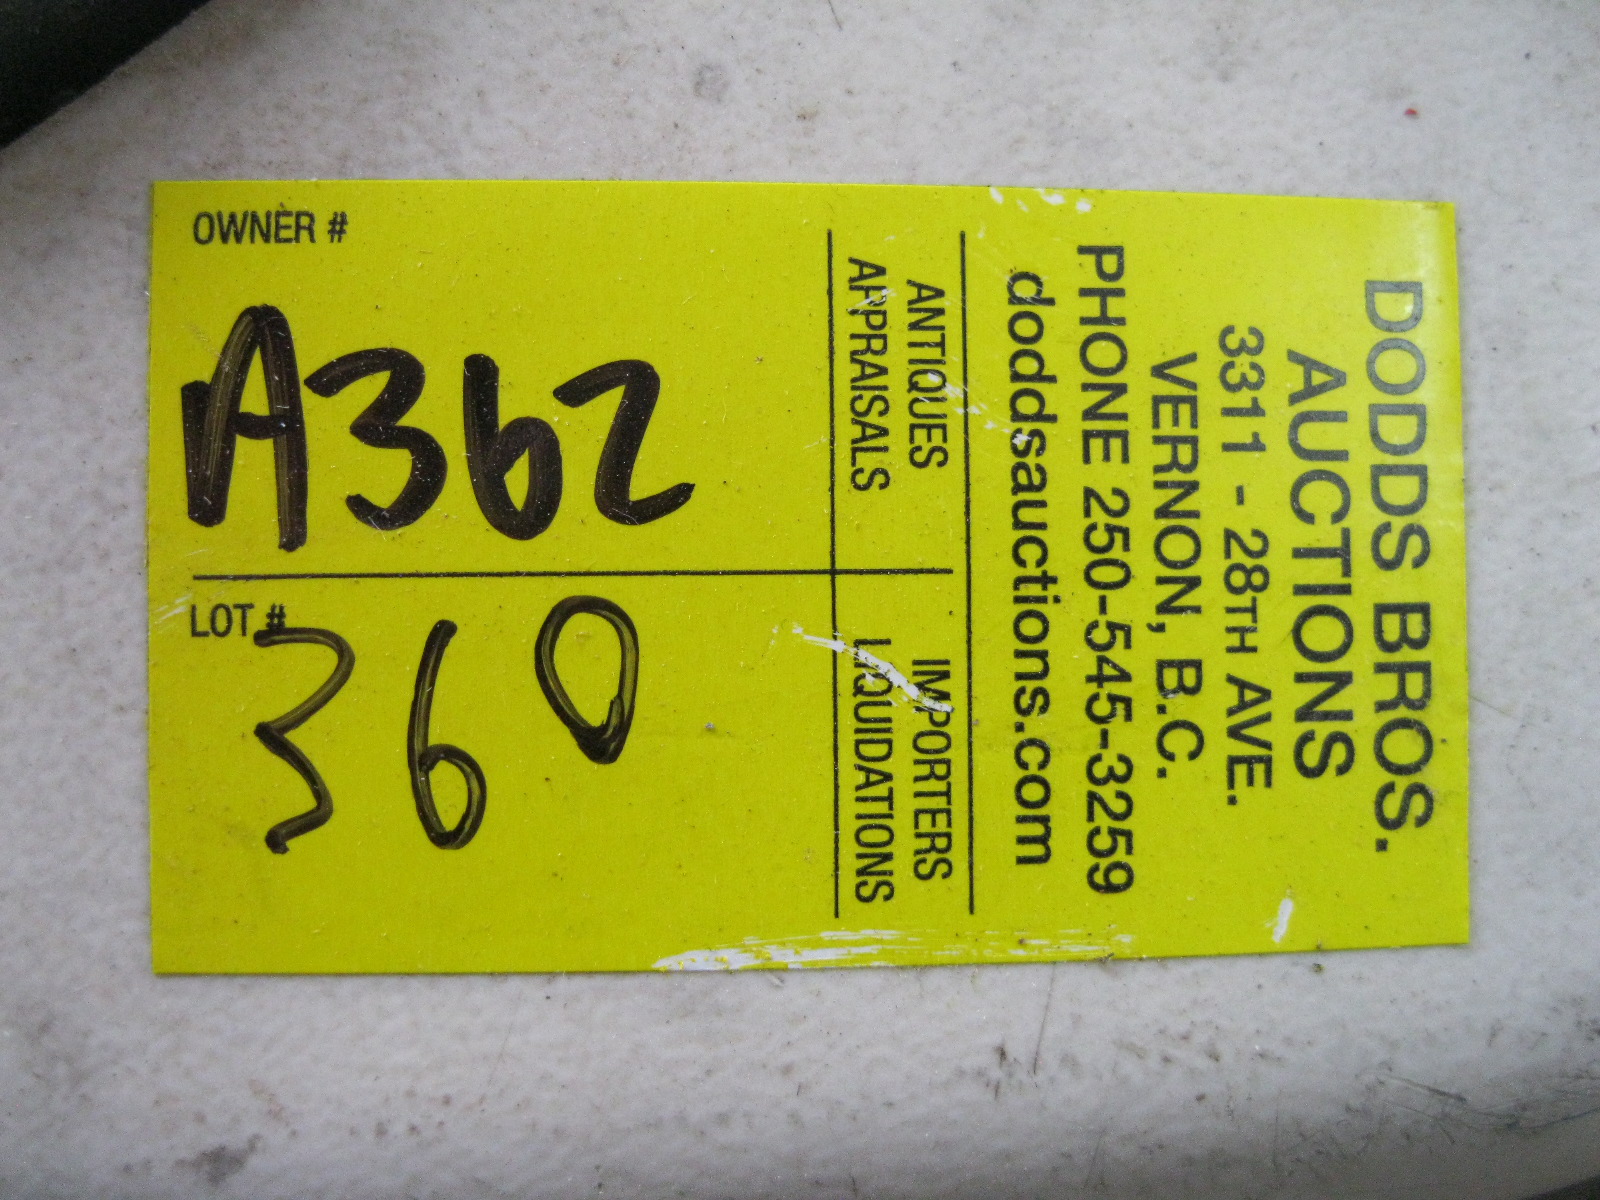 DODDS BROS.
AUCTIONS
3311 - 28TH AVE.
VERNON, B.C.
PHONE 250-545-3259
doddsauctions.com
ANTIQUES IMPORTERS
APPRAISALS LIQUIDATIONS
OWNER #
A362
LOT #
360